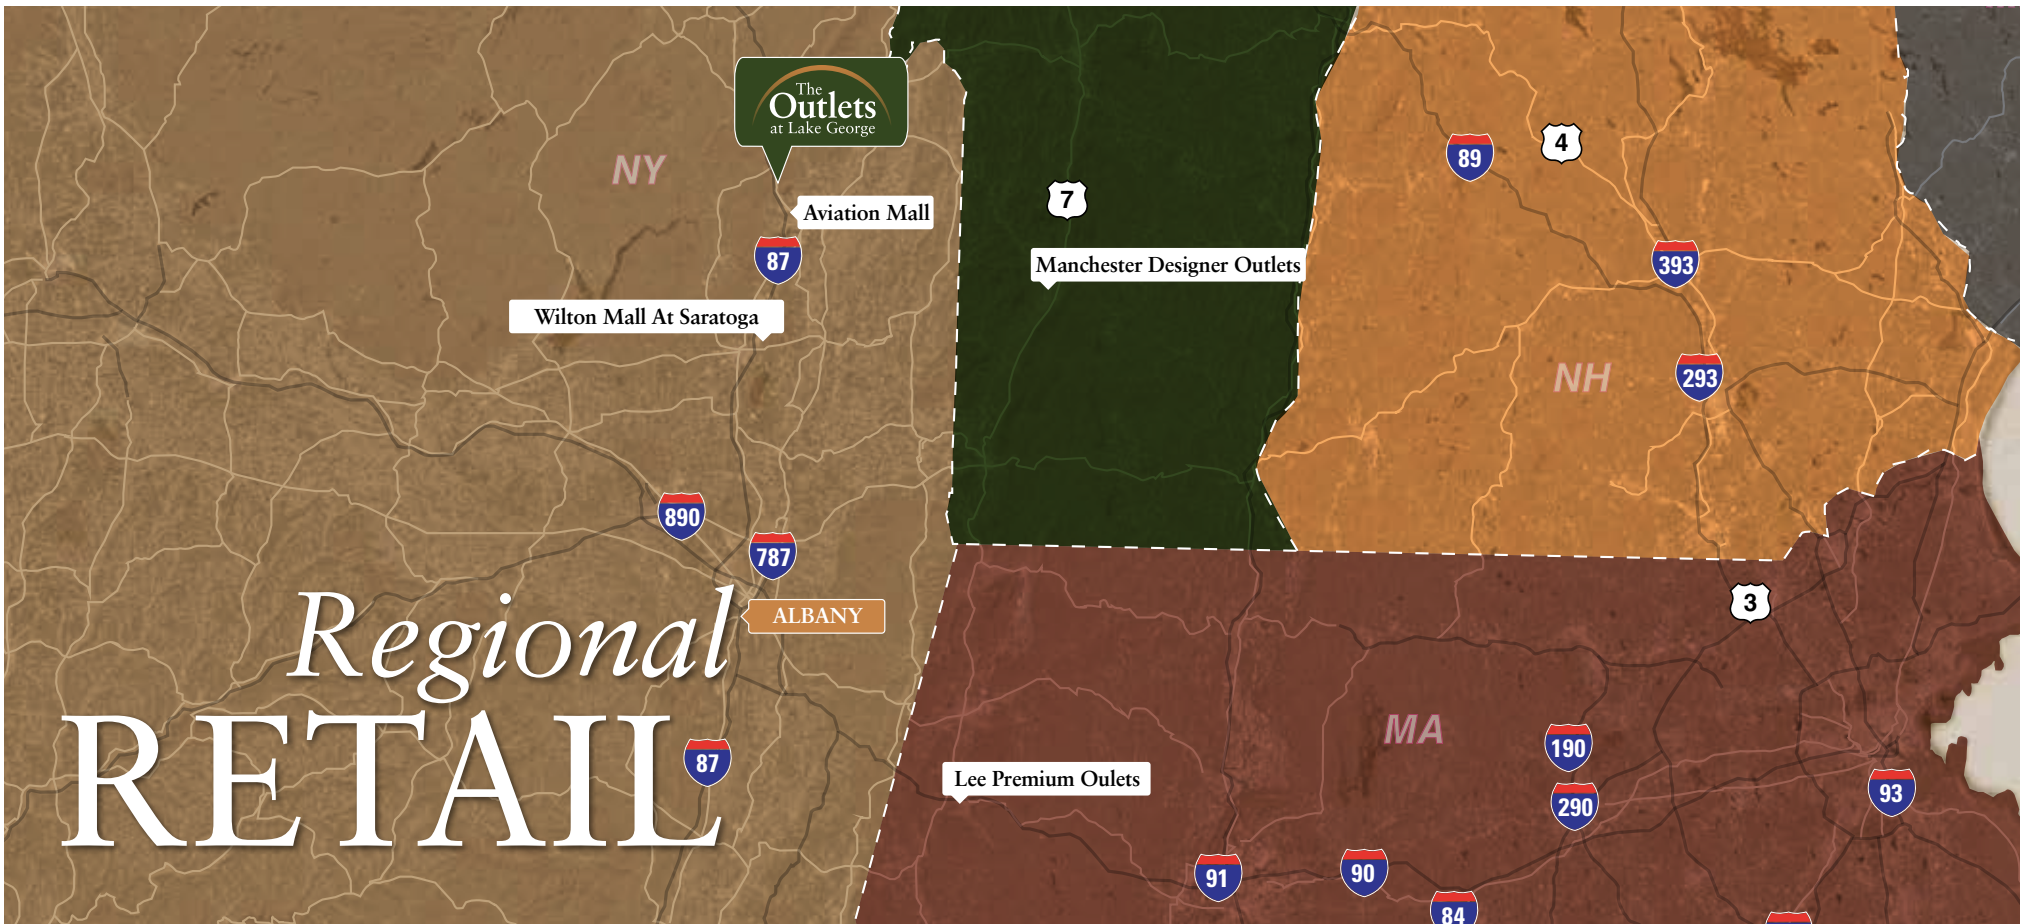 The
Outlets
at Lake George
NY
89
4
7
Aviation Mall
87
Manchester Designer Outlets
393
Wilton Mall At Saratoga
NH
293
890
787
Regional
ALBANY
3
RETAIL
MA
190
87
Lee Premium Oulets
290
93
91
90
84